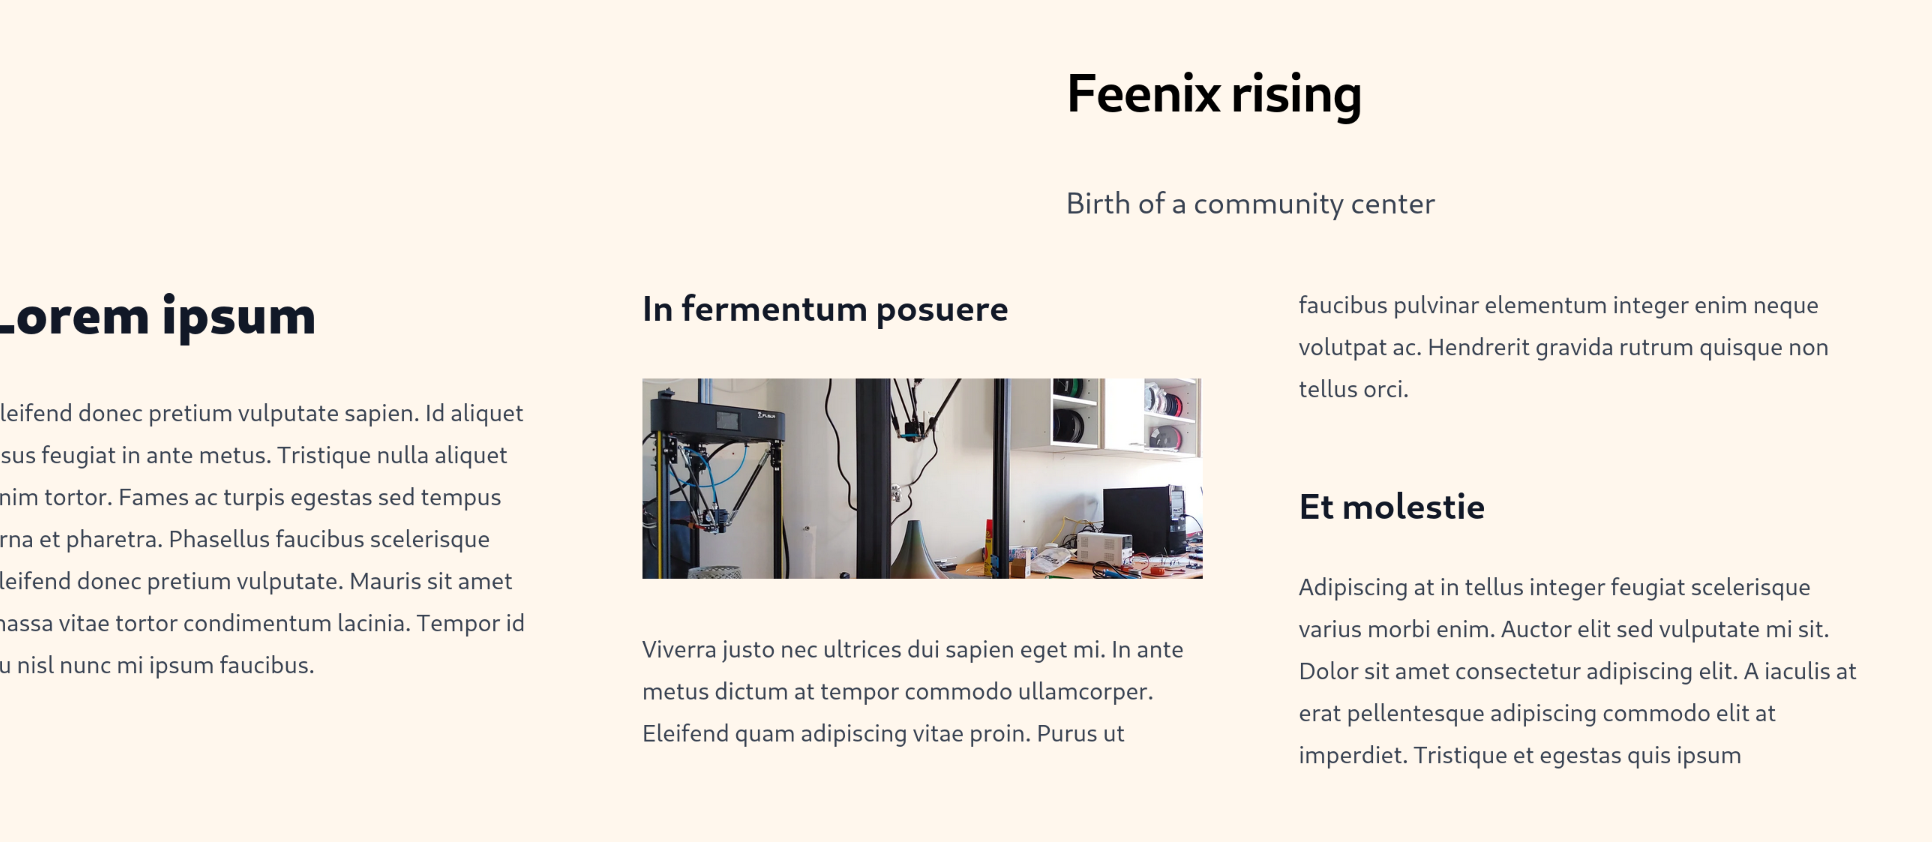 Feenix rising
Birth of a community center
Lorem ipsum
leifend donec pretium vulputate sapien. Id aliquet
sus feugiat in ante metus. Tristique nulla aliquet
nim tortor. Fames ac turpis egestas sed tempus
rna et pharetra. Phasellus faucibus scelerisque
leifend donec pretium vulputate. Mauris sit amet
assa vitae tortor condimentum lacinia. Tempor id
u nisl nunc mi ipsum faucibus.
In fermentum posuere
FLSUN
Viverra justo nec ultrices dui sapien eget mi. In ante
metus dictum at tempor commodo ullamcorper.
Eleifend quam adipiscing vitae proin. Purus ut
faucibus pulvinar elementum integer enim neque
volutpat ac. Hendrerit gravida rutrum quisque non
tellus orci.
Et molestie
Adipiscing at in tellus integer feugiat scelerisque
varius morbi enim. Auctor elit sed vulputate mi sit.
Dolor sit amet consectetur adipiscing elit. A iaculis at
erat pellentesque adipiscing commodo elit at
imperdiet. Tristique et egestas quis ipsum